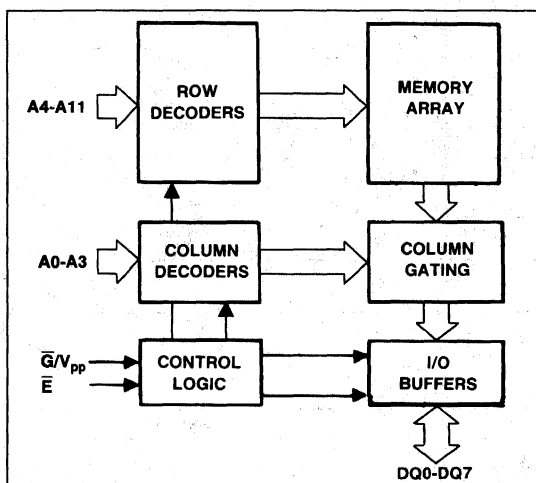 ROW
DECODERS
MEMORY
ARRAY
A4-A11
COLUMN
DECODERS
COLUMN
GATING
A0-A3
G̅/Vpp
E̅
CONTROL
LOGIC
I/O
BUFFERS
DQ0-DQ7